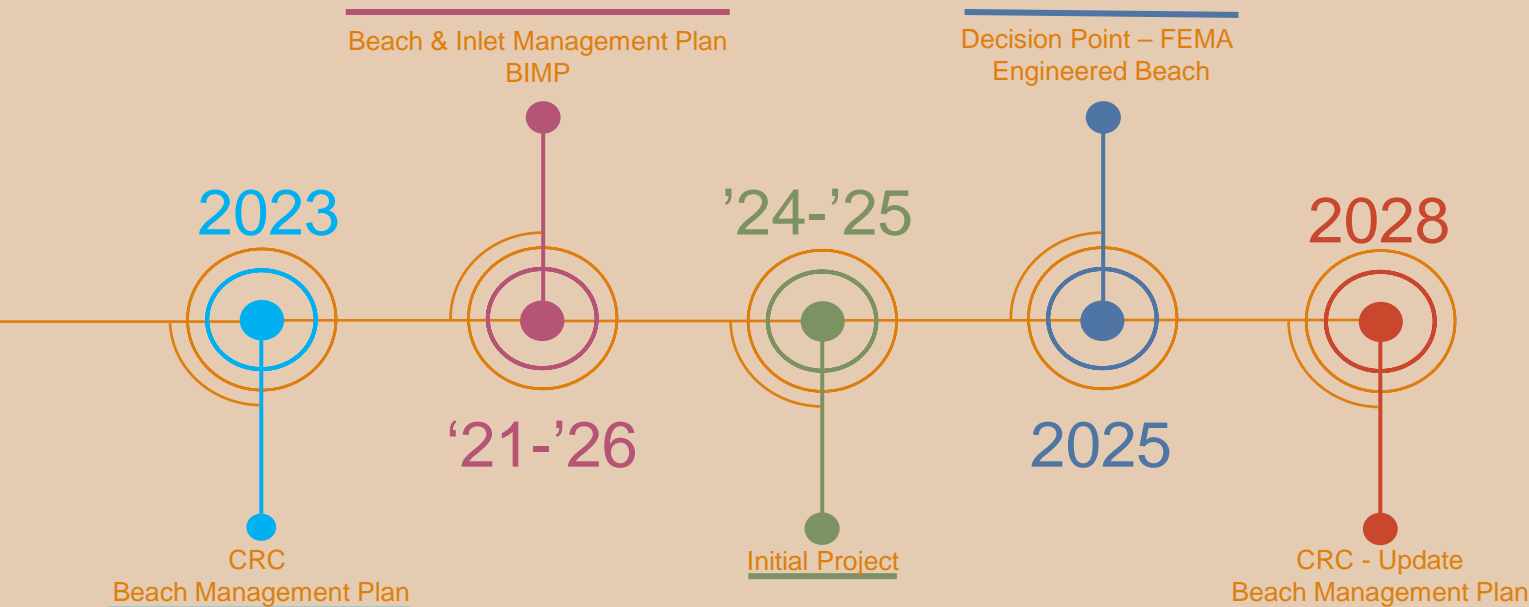 Beach & Inlet Management Plan
BIMP
Decision Point – FEMA
Engineered Beach
2023
’24-’25
2028
‘21-’26
2025
CRC
Beach Management Plan
Initial Project
CRC - Update
Beach Management Plan